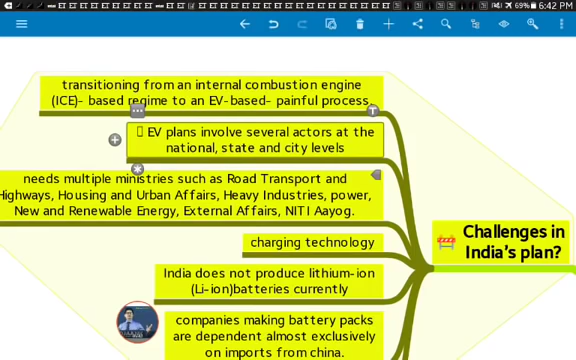 69% 6:42 PM
transitioning from an internal combustion engine
(ICE)- based regime to an EV-based- painful process.
EV plans involve several actors at the
national, state and city levels
needs multiple ministries such as Road Transport and
Highways, Housing and Urban Affairs, Heavy Industries, power,
New and Renewable Energy, External Affairs, NITI Aayog.
charging technology
India does not produce lithium-ion
(Li-ion)batteries currently
companies making battery packs
are dependent almost exclusively
on imports from china.
Challenges in
India's plan?